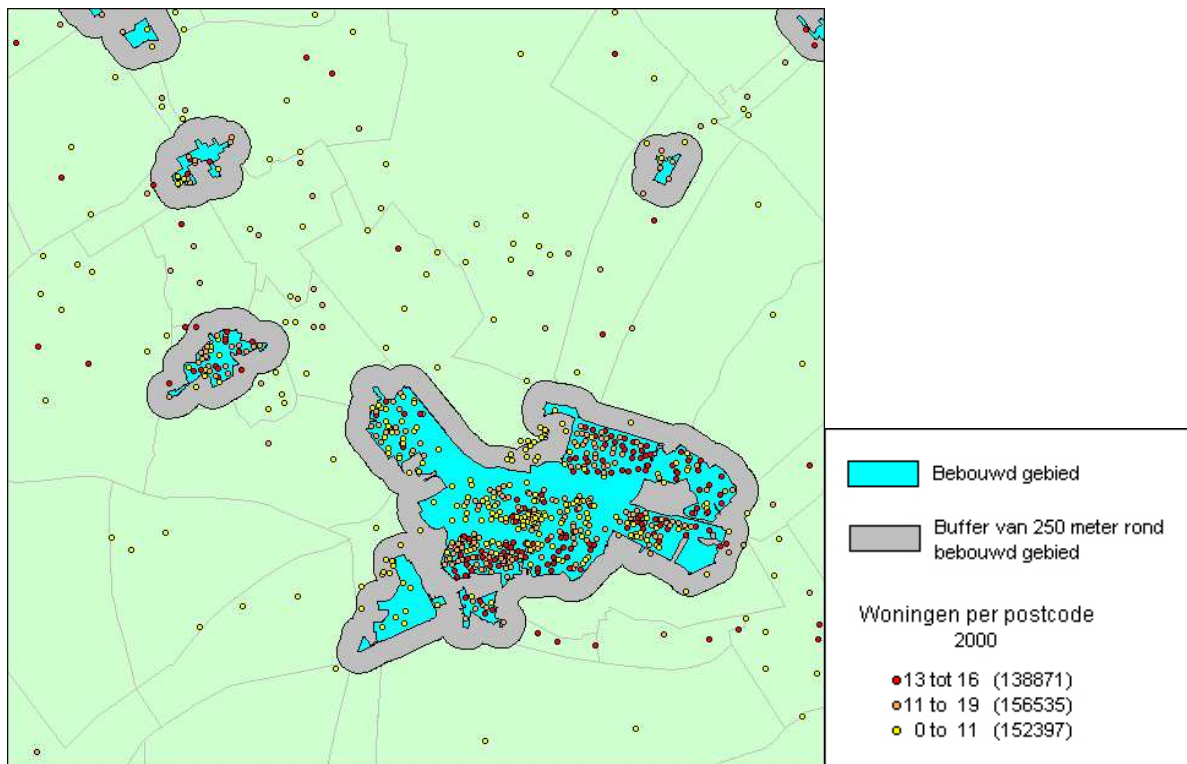 Bebouwd gebied
Buffer van 250 meter rond
bebouwd gebied
Woningen per postcode
2000
13 tot 16 (138871)
11 to 19 (156535)
0 to 11 (152397)